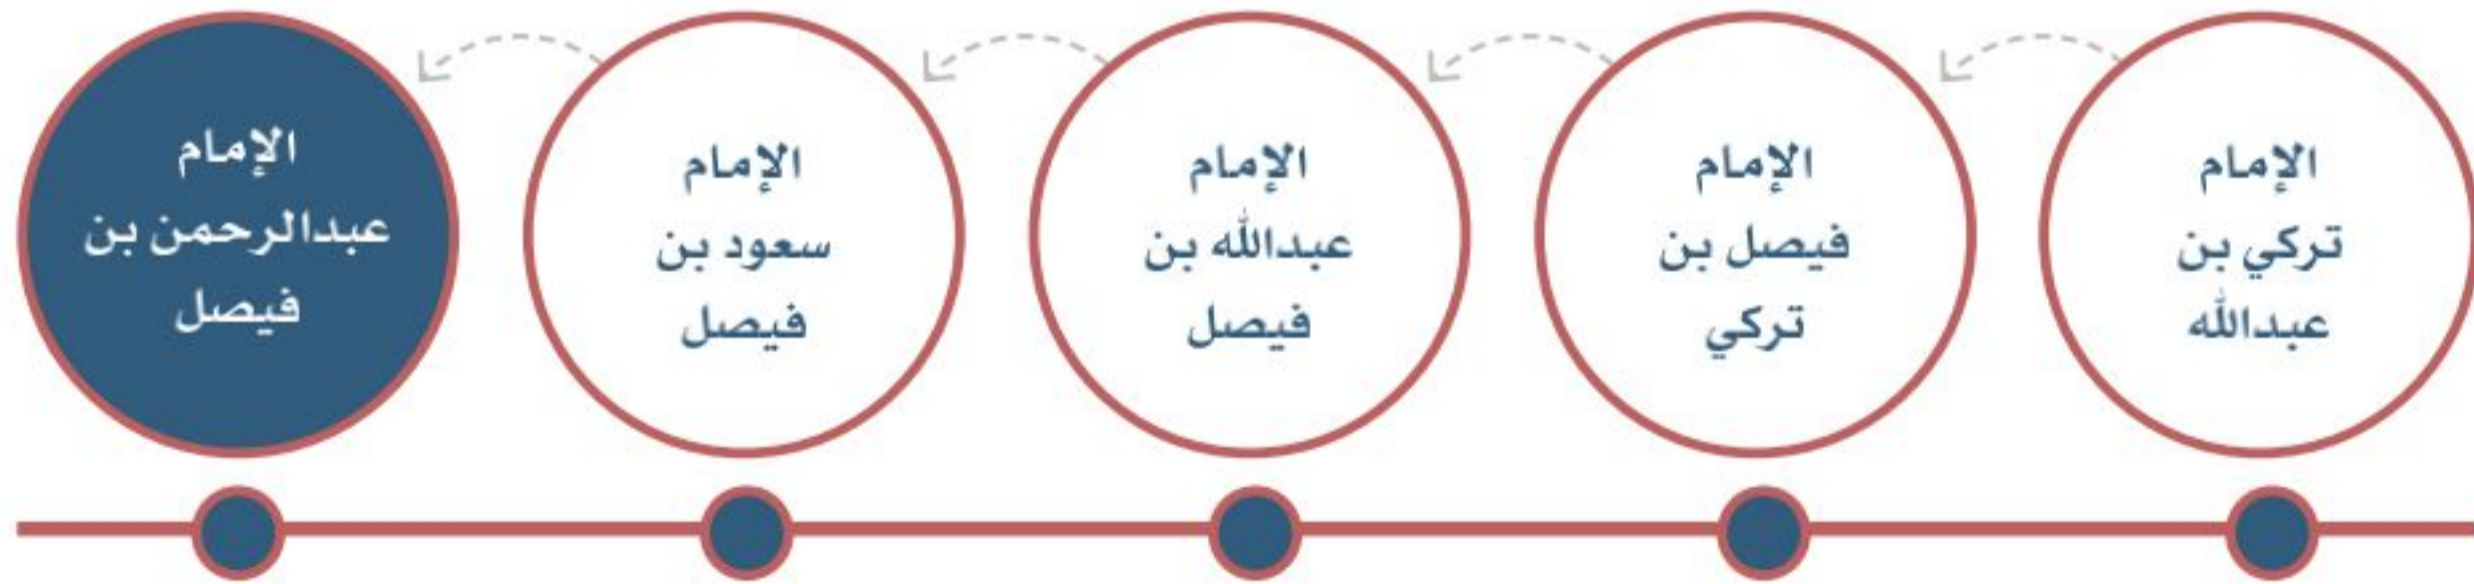 الإمام
تركي بن
عبدالله
الإمام
فيصل بن
تركي
الإمام
عبدالله بن
فيصل
الإمام
سعود بن
فيصل
الإمام
عبدالرحمن بن
فيصل